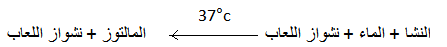 37°c
النشا + الماء + نشواز اللعاب ⟵ المالتوز + نشواز اللعاب